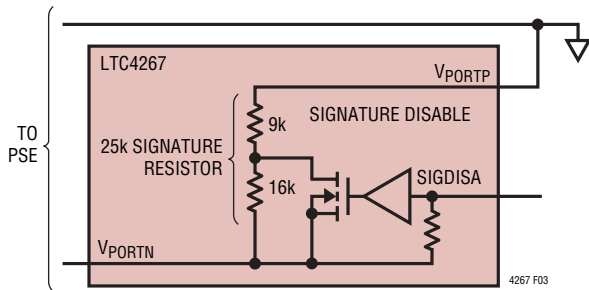 LTC4267
V_PORTP
SIGNATURE DISABLE
9k
TO
PSE
25k SIGNATURE
RESISTOR
16k
SIGDISA
V_PORTN
4267 F03